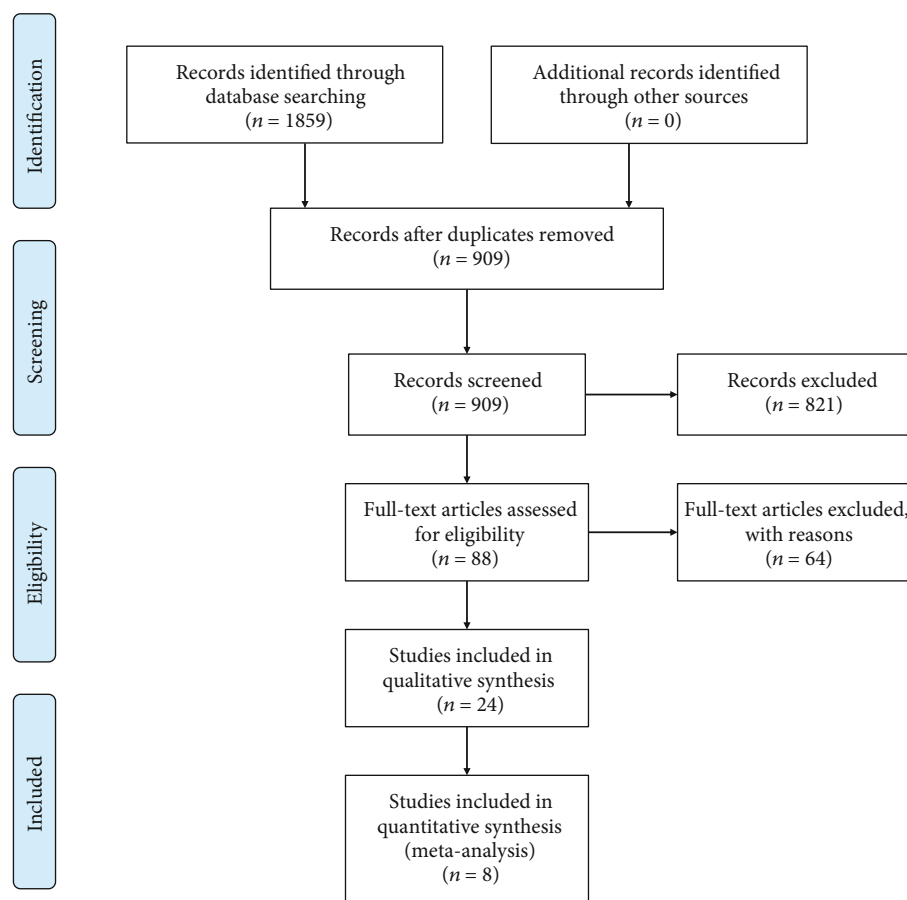 Identification
Records identified through
database searching
(n = 1859)
Additional records identified
through other sources
(n = 0)
Records after duplicates removed
(n = 909)
Screening
Records screened
(n = 909)
Records excluded
(n = 821)
Eligibility
Full-text articles assessed
for eligibility
(n = 88)
Full-text articles excluded,
with reasons
(n = 64)
Studies included in
qualitative synthesis
(n = 24)
Included
Studies included in
quantitative synthesis
(meta-analysis)
(n = 8)